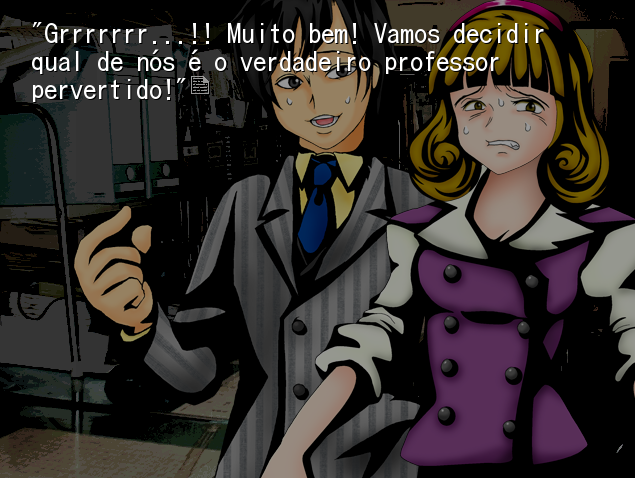 "Grrrrrrr...!! Muito bem! Vamos decidir
qual de nós é o verdadeiro professor
pervertido!"